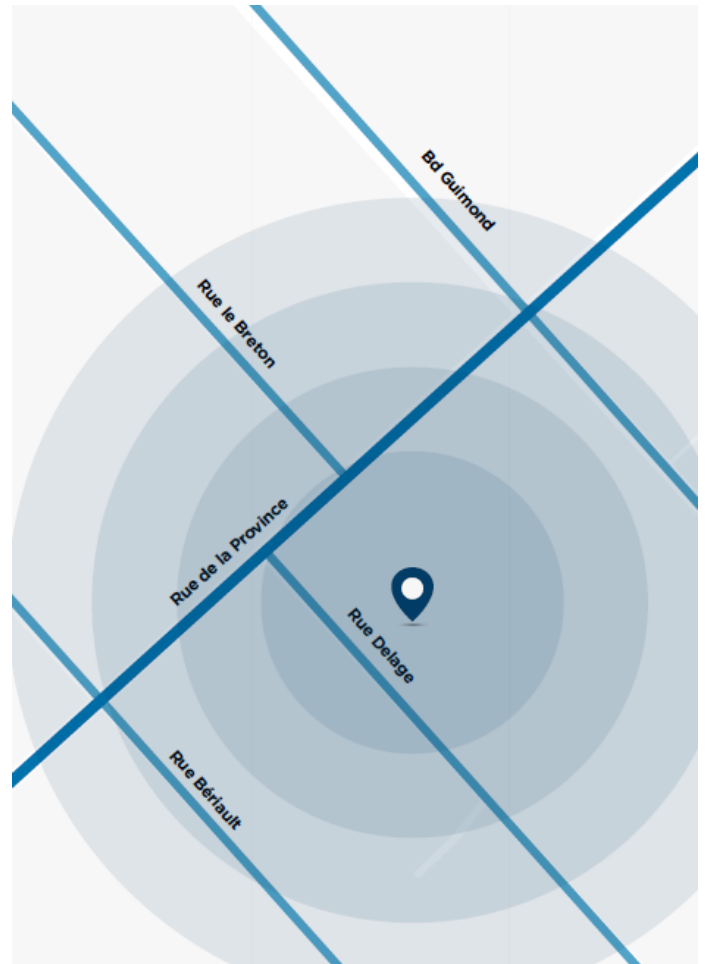 Bd Guimond
Rue le Breton
Rue de la Province
Rue Delage
Rue Bériault